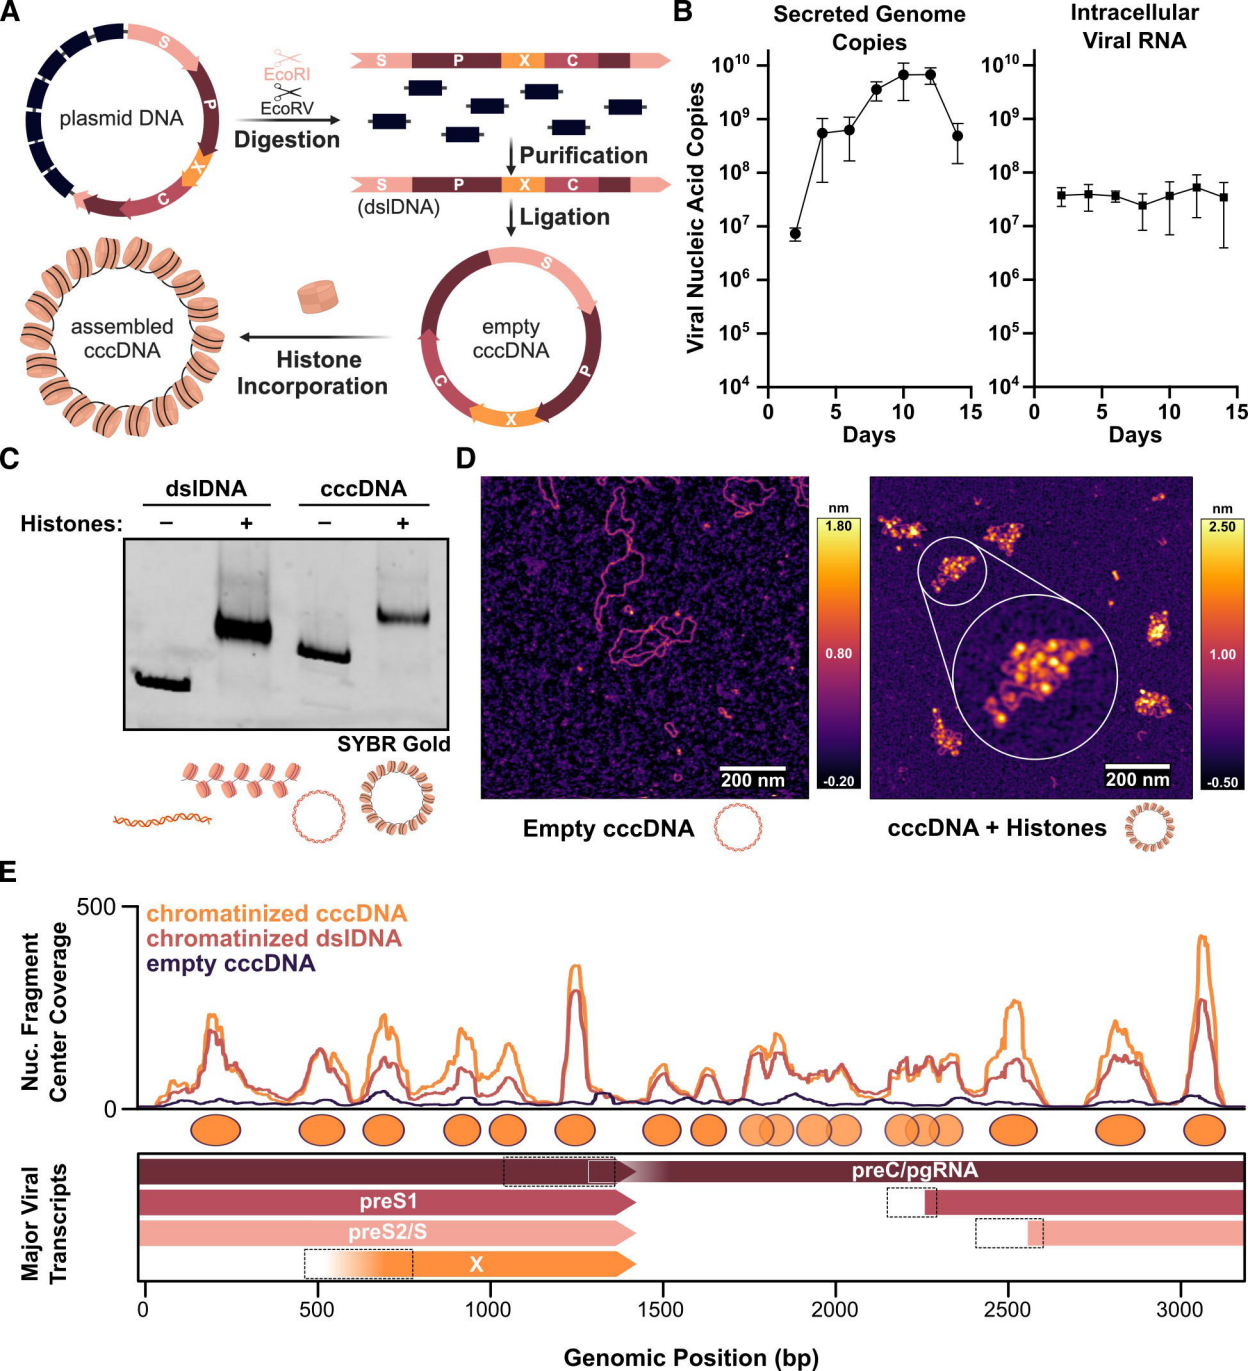 A
plasmid DNA
S
P
X
C
EcoRI
EcoRV
Digestion
S P X C
Purification
S P X C
(dslDNA)
Ligation
empty
cccDNA
S
P
X
C
Histone
Incorporation
assembled
cccDNA
B
Secreted Genome
Copies
Intracellular
Viral RNA
Viral Nucleic Acid Copies
10^10
10^9
10^8
10^7
10^6
10^5
10^4
0 5 10 15
Days
10^10
10^9
10^8
10^7
10^6
10^5
10^4
0 5 10 15
Days
C
dslDNA cccDNA
Histones: – + – +
SYBR Gold
D
200 nm
nm
1.80
0.80
-0.20
Empty cccDNA
200 nm
nm
2.50
1.00
-0.50
cccDNA + Histones
E
Nuc. Fragment
Center Coverage
500
0
chromatinized cccDNA
chromatinized dslDNA
empty cccDNA
Major Viral
Transcripts
preC/pgRNA
preS1
preS2/S
X
0 500 1000 1500 2000 2500 3000
Genomic Position (bp)